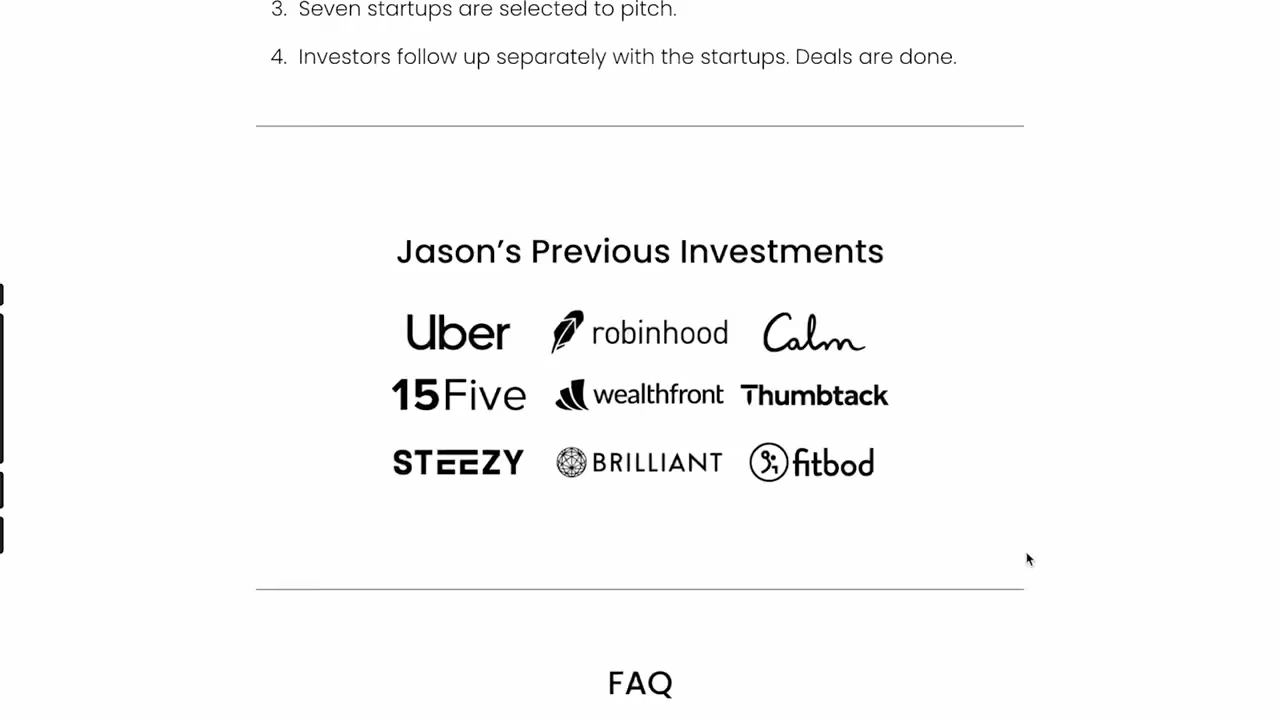 3. Seven startups are selected to pitch.
4. Investors follow up separately with the startups. Deals are done.
Jason’s Previous Investments
Uber robinhood Calm
15Five wealthfront Thumbtack
STEEZY BRILLIANT fitbod
FAQ